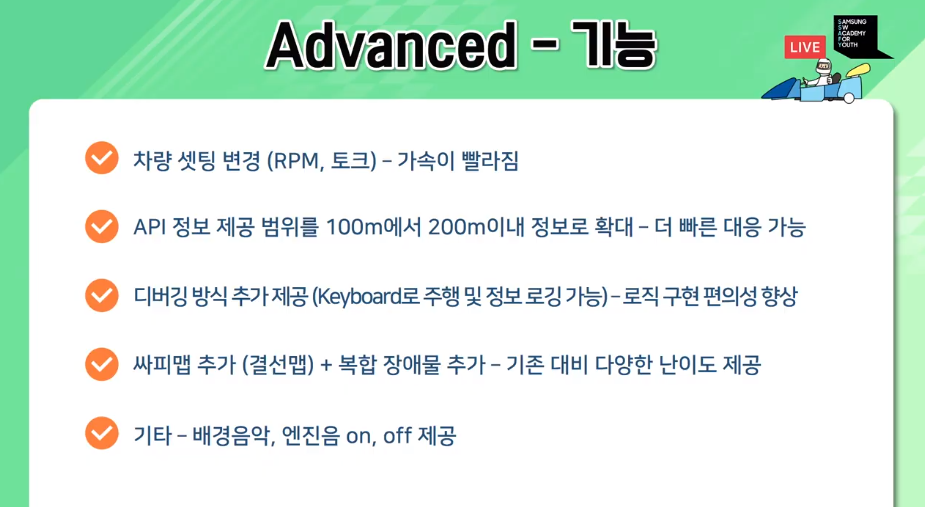 Advanced - 기능
LIVE
SAMSUNG
SW
ACADEMY
FOR
YOUTH
차량 셋팅 변경 (RPM, 토크) – 가속이 빨라짐
API 정보 제공 범위를 100m에서 200m이내 정보로 확대 – 더 빠른 대응 가능
디버깅 방식 추가 제공 (Keyboard로 주행 및 정보 로깅 가능) – 로직 구현 편의성 향상
싸피맵 추가 (결선맵) + 복합 장애물 추가 – 기존 대비 다양한 난이도 제공
기타 – 배경음악, 엔진음 on, off 제공